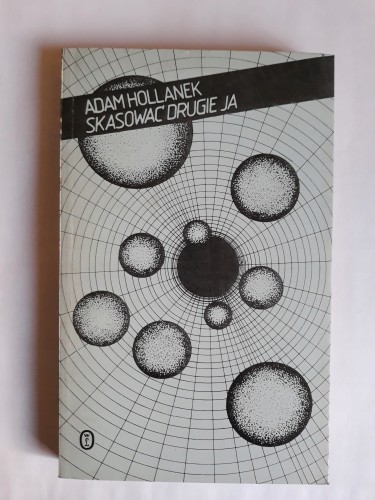 ADAM HOLLANEK
SKASOWAĆ DRUGIE JA